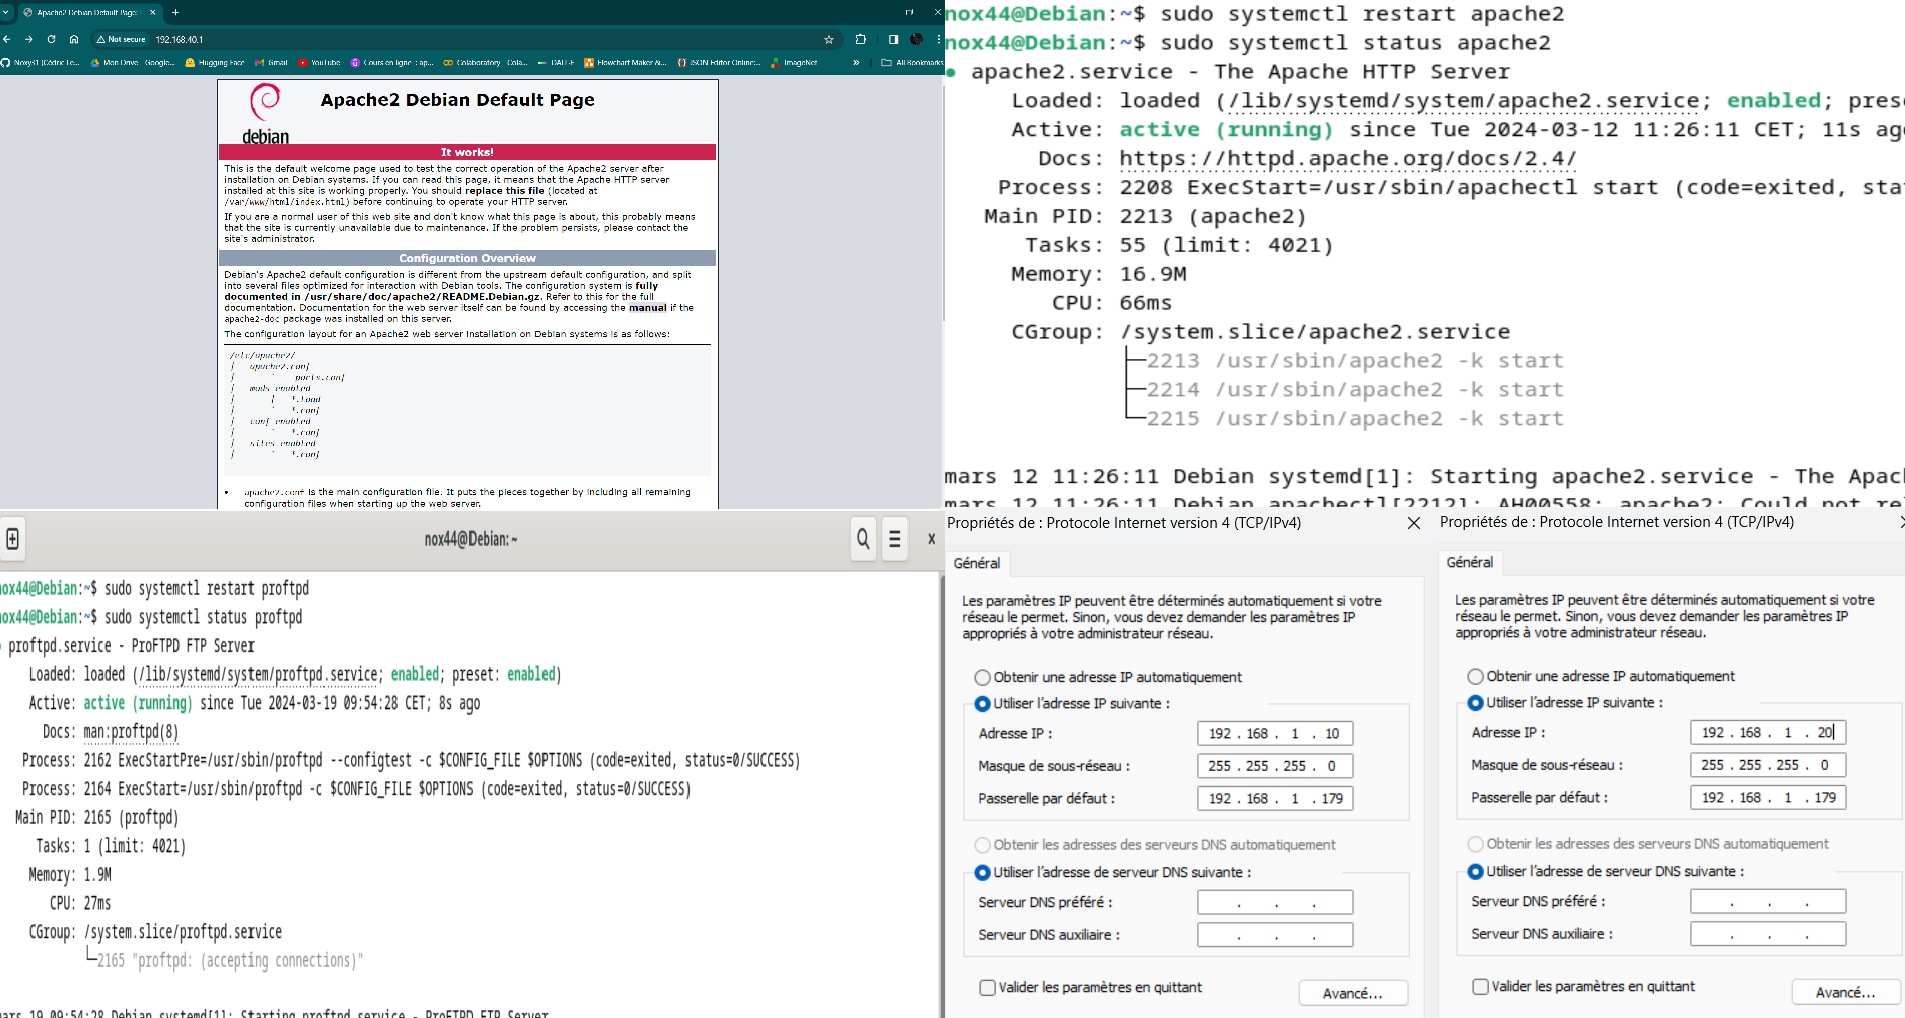 Apache2 Debian Default Page:
Not secure 192.168.40.1
Noxy31 (Cédric Le... Mon Drive - Google... Hugging Face Gmail YouTube Cours en ligne : ap... Colaboratory - Cola... DALL·E Flowchart Maker &... JSON Editor Online:... ImageNet » All Bookmarks
debian
Apache2 Debian Default Page
It works!
This is the default welcome page used to test the correct operation of the Apache2 server after
installation on Debian systems. If you can read this page, it means that the Apache HTTP server
installed at this site is working properly. You should replace this file (located at
/var/www/html/index.html) before continuing to operate your HTTP server.
If you are a normal user of this web site and don't know what this page is about, this probably means
that the site is currently unavailable due to maintenance. If the problem persists, please contact the
site's administrator.
Configuration Overview
Debian's Apache2 default configuration is different from the upstream default configuration, and split
into several files optimized for interaction with Debian tools. The configuration system is fully
documented in /usr/share/doc/apache2/README.Debian.gz. Refer to this for the full
documentation. Documentation for the web server itself can be found by accessing the manual if the
apache2-doc package was installed on this server.
The configuration layout for an Apache2 web server installation on Debian systems is as follows:
/etc/apache2/
| apache2.conf
| ` ports.conf
| mods enabled
| | *.load
| ` *.conf
| conf enabled
| ` *.conf
| sites enabled
| ` *.conf
• apache2.conf is the main configuration file. It puts the pieces together by including all remaining
configuration files when starting up the web server.
nox44@Debian:~$ sudo systemctl restart apache2
nox44@Debian:~$ sudo systemctl status apache2
● apache2.service - The Apache HTTP Server
Loaded: loaded (/lib/systemd/system/apache2.service; enabled; pres
Active: active (running) since Tue 2024-03-12 11:26:11 CET; 11s ago
Docs: https://httpd.apache.org/docs/2.4/
Process: 2208 ExecStart=/usr/sbin/apachectl start (code=exited, sta
Main PID: 2213 (apache2)
Tasks: 55 (limit: 4021)
Memory: 16.9M
CPU: 66ms
CGroup: /system.slice/apache2.service
├─2213 /usr/sbin/apache2 -k start
├─2214 /usr/sbin/apache2 -k start
└─2215 /usr/sbin/apache2 -k start
mars 12 11:26:11 Debian systemd[1]: Starting apache2.service - The Apac
mars 12 11:26:11 Debian apachectl[2212]: AH00558: apache2: Could not re
nox44@Debian: ~
nox44@Debian:~$ sudo systemctl restart proftpd
nox44@Debian:~$ sudo systemctl status proftpd
● proftpd.service - ProFTPD FTP Server
Loaded: loaded (/lib/systemd/system/proftpd.service; enabled; preset: enabled)
Active: active (running) since Tue 2024-03-19 09:54:28 CET; 8s ago
Docs: man:proftpd(8)
Process: 2162 ExecStartPre=/usr/sbin/proftpd --configtest -c $CONFIG_FILE $OPTIONS (code=exited, status=0/SUCCESS)
Process: 2164 ExecStart=/usr/sbin/proftpd -c $CONFIG_FILE $OPTIONS (code=exited, status=0/SUCCESS)
Main PID: 2165 (proftpd)
Tasks: 1 (limit: 4021)
Memory: 1.9M
CPU: 27ms
CGroup: /system.slice/proftpd.service
└─2165 "proftpd: (accepting connections)"
mars 19 09:54:28 Debian systemd[1]: Starting proftpd.service - ProFTPD FTP Server
Propriétés de : Protocole Internet version 4 (TCP/IPv4)
Général
Les paramètres IP peuvent être déterminés automatiquement si votre
réseau le permet. Sinon, vous devez demander les paramètres IP
appropriés à votre administrateur réseau.
Obtenir une adresse IP automatiquement
Utiliser l'adresse IP suivante :
Adresse IP : 192 . 168 . 1 . 10
Masque de sous-réseau : 255 . 255 . 255 . 0
Passerelle par défaut : 192 . 168 . 1 . 179
Obtenir les adresses des serveurs DNS automatiquement
Utiliser l'adresse de serveur DNS suivante :
Serveur DNS préféré : . . .
Serveur DNS auxiliaire : . . .
Valider les paramètres en quittant
Avancé...
Propriétés de : Protocole Internet version 4 (TCP/IPv4)
Général
Les paramètres IP peuvent être déterminés automatiquement si votre
réseau le permet. Sinon, vous devez demander les paramètres IP
appropriés à votre administrateur réseau.
Obtenir une adresse IP automatiquement
Utiliser l'adresse IP suivante :
Adresse IP : 192 . 168 . 1 . 20
Masque de sous-réseau : 255 . 255 . 255 . 0
Passerelle par défaut : 192 . 168 . 1 . 179
Obtenir les adresses des serveurs DNS automatiquement
Utiliser l'adresse de serveur DNS suivante :
Serveur DNS préféré : . . .
Serveur DNS auxiliaire : . . .
Valider les paramètres en quittant
Avancé...